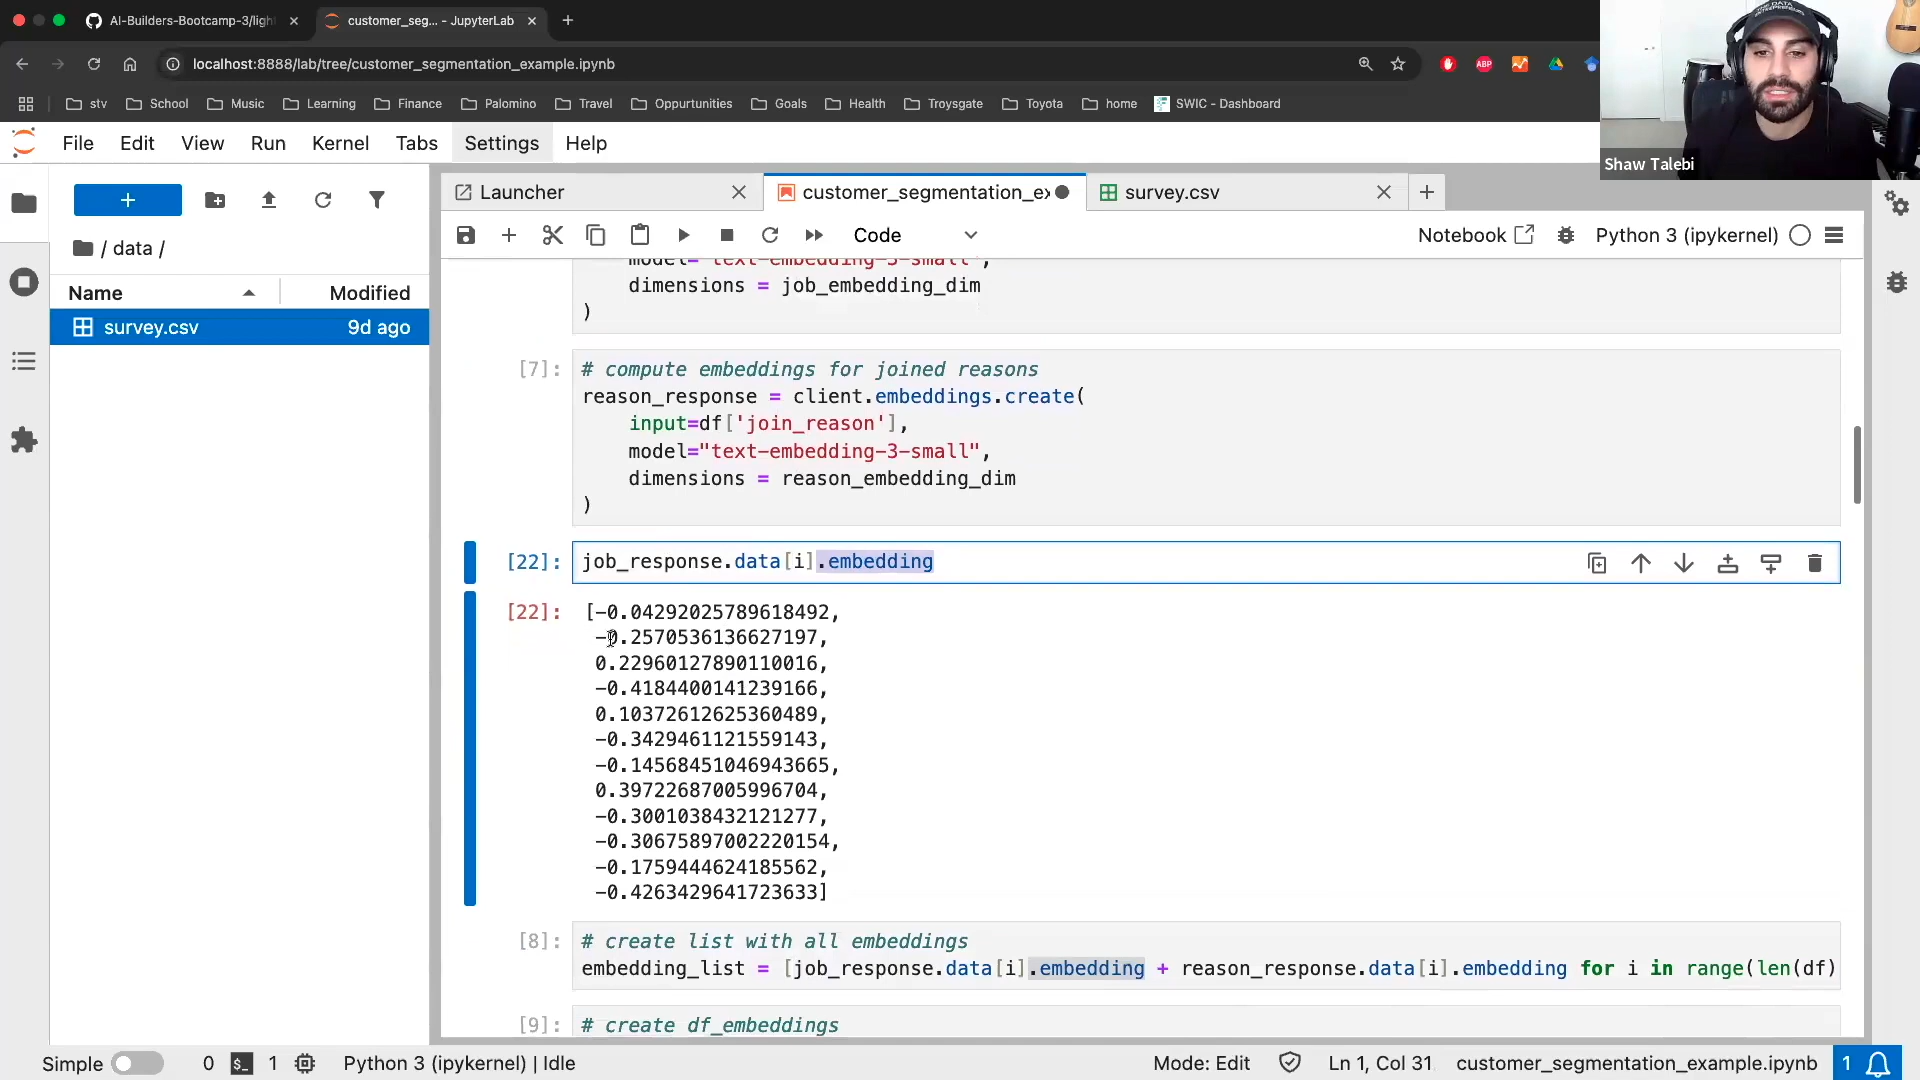 AI-Builders-Bootcamp-3/ligh
customer_seg... - JupyterLab
localhost:8888/lab/tree/customer_segmentation_example.ipynb
ABP
stv
School
Music
Learning
Finance
Palomino
Travel
Oppurtunities
Goals
Health
Troysgate
Toyota
home
SWIC - Dashboard
Shaw Talebi
File
Edit
View
Run
Kernel
Tabs
Settings
Help
Launcher
customer_segmentation_ex
survey.csv
Code
Notebook
Python 3 (ipykernel)
/ data /
Name
Modified
survey.csv
9d ago
model="text-embedding-3-small",
dimensions = job_embedding_dim
)
[7]:
# compute embeddings for joined reasons
reason_response = client.embeddings.create(
input=df['join_reason'],
model="text-embedding-3-small",
dimensions = reason_embedding_dim
)
[22]:
job_response.data[i].embedding
[22]:
[-0.04292025789618492,
-0.2570536136627197,
0.22960127890110016,
-0.4184400141239166,
0.10372612625360489,
-0.3429461121559143,
-0.14568451046943665,
0.39722687005996704,
-0.3001038432121277,
-0.30675897002220154,
-0.1759444624185562,
-0.4263429641723633]
[8]:
# create list with all embeddings
embedding_list = [job_response.data[i].embedding + reason_response.data[i].embedding for i in range(len(df)
[9]:
# create df_embeddings
Simple
0
$_
1
Python 3 (ipykernel) | Idle
Mode: Edit
Ln 1, Col 31
customer_segmentation_example.ipynb
1